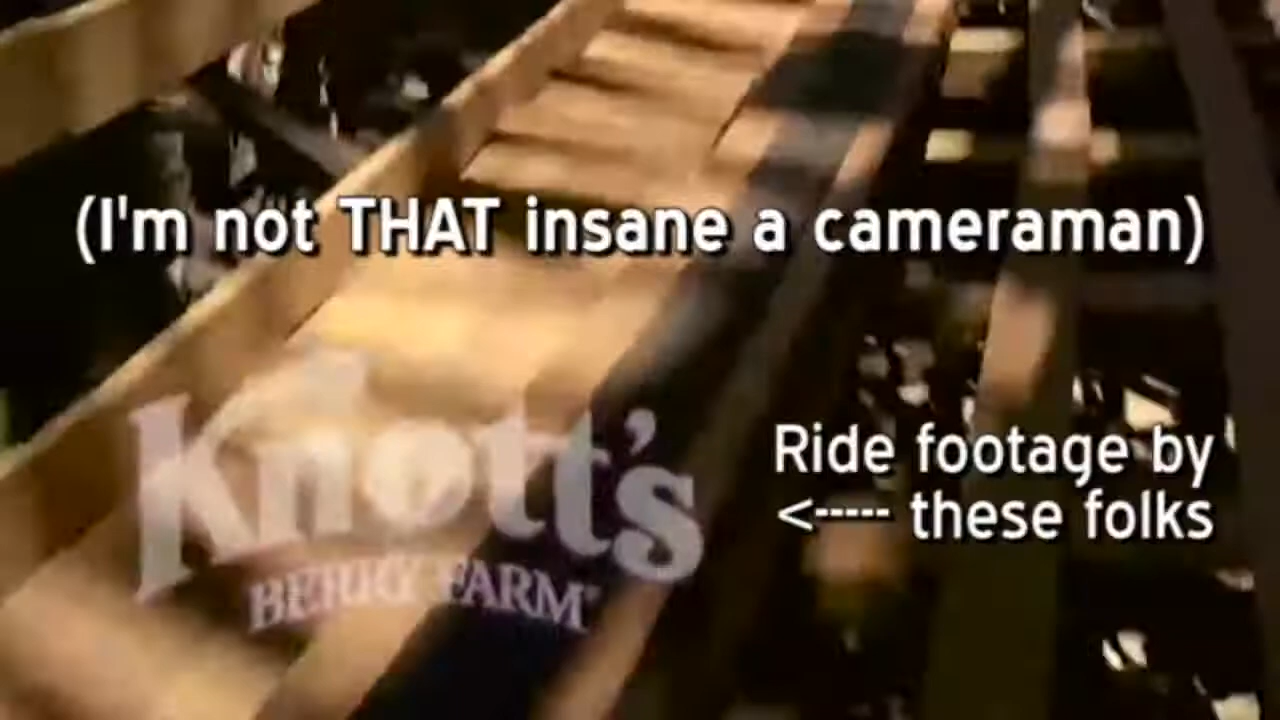 (I'm not THAT insane a cameraman)
Knott's
BERRY FARM®
Ride footage by
<----- these folks